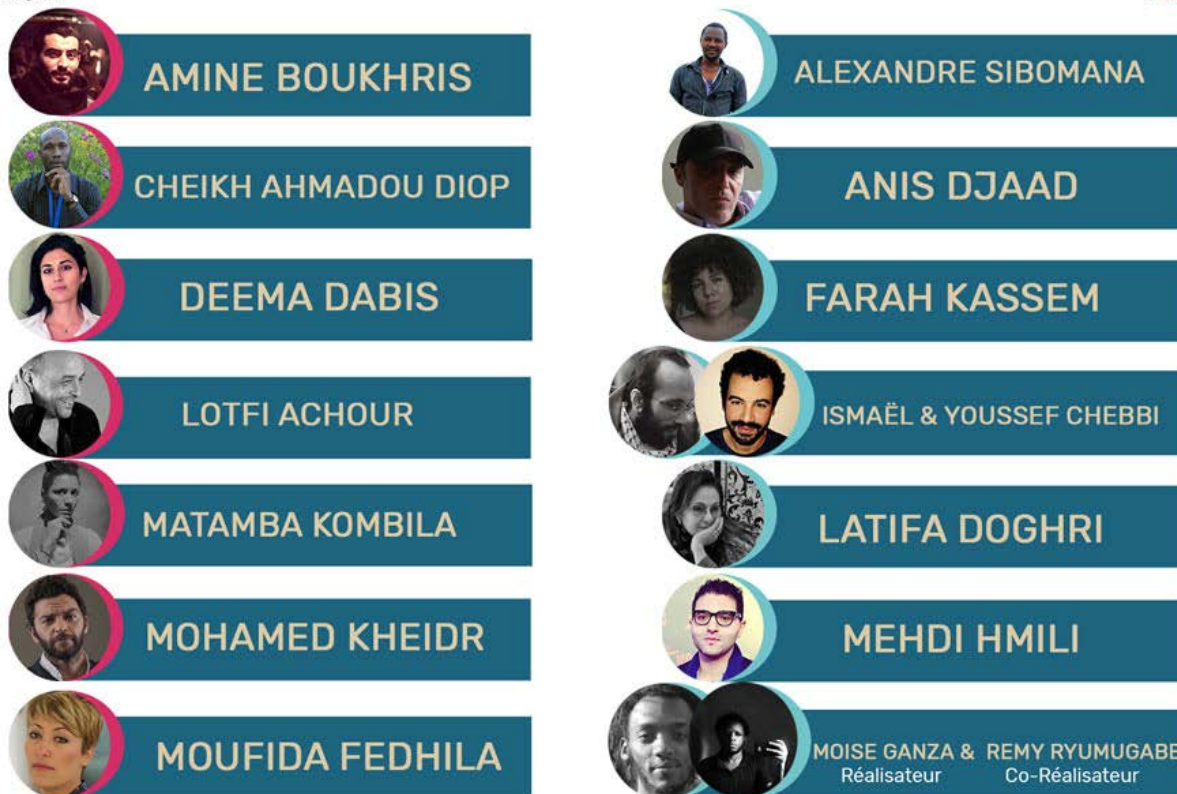 AMINE BOUKHRIS
CHEIKH AHMADOU DIOP
DEEMA DABIS
LOTFI ACHOUR
MATAMBA KOMBILA
MOHAMED KHEIDR
MOUFIDA FEDHILA
ALEXANDRE SIBOMANA
ANIS DJAAD
FARAH KASSEM
ISMAËL & YOUSSEF CHEBBI
LATIFA DOGHRI
MEHDI HMILI
MOISE GANZA & REMY RYUMUGABE
Réalisateur Co-Réalisateur